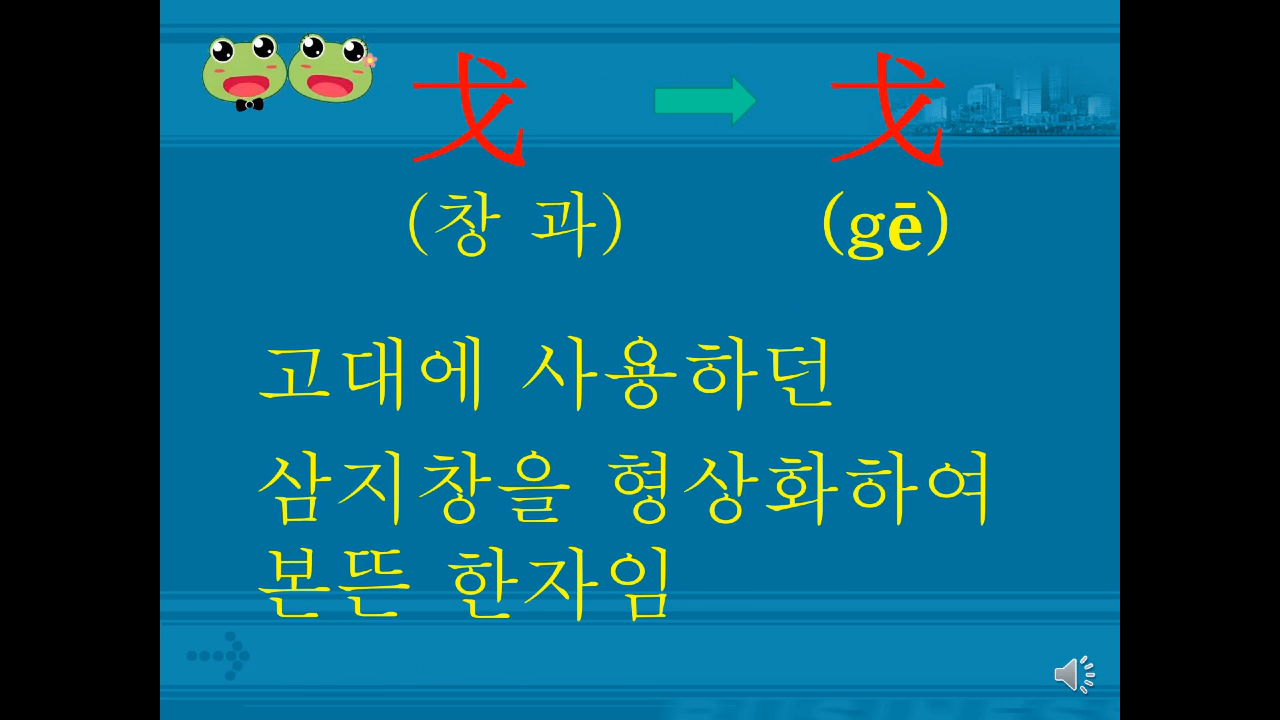 戈 戈
(창 과) (gē)
고대에 사용하던
삼지창을 형상화하여
본뜬 한자임